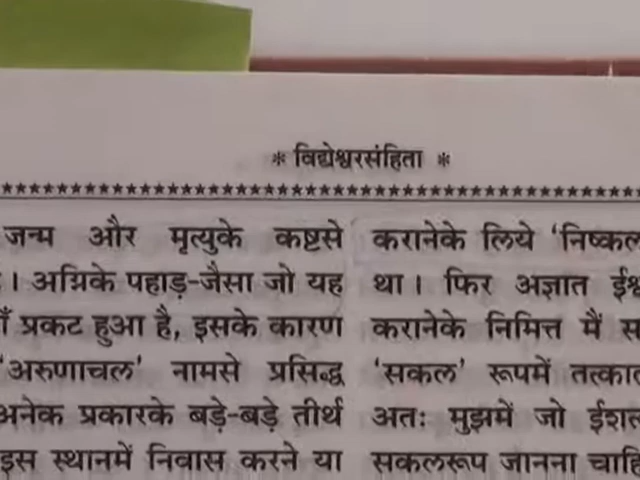 * विद्येश्वरसंहिता *
जन्म और मृत्युके कष्टसे
। अग्निके पहाड़-जैसा जो यह
प्रकट हुआ है, इसके कारण
'अरुणाचल' नामसे प्रसिद्ध
अनेक प्रकारके बड़े-बड़े तीर्थ
इस स्थानमें निवास करने या
करानेके लिये 'निष्कल
था। फिर अज्ञात
करानेके निमित्त मैं
'सकल' रूपमें
अतः मुझमें जो
सकलरूप जानना